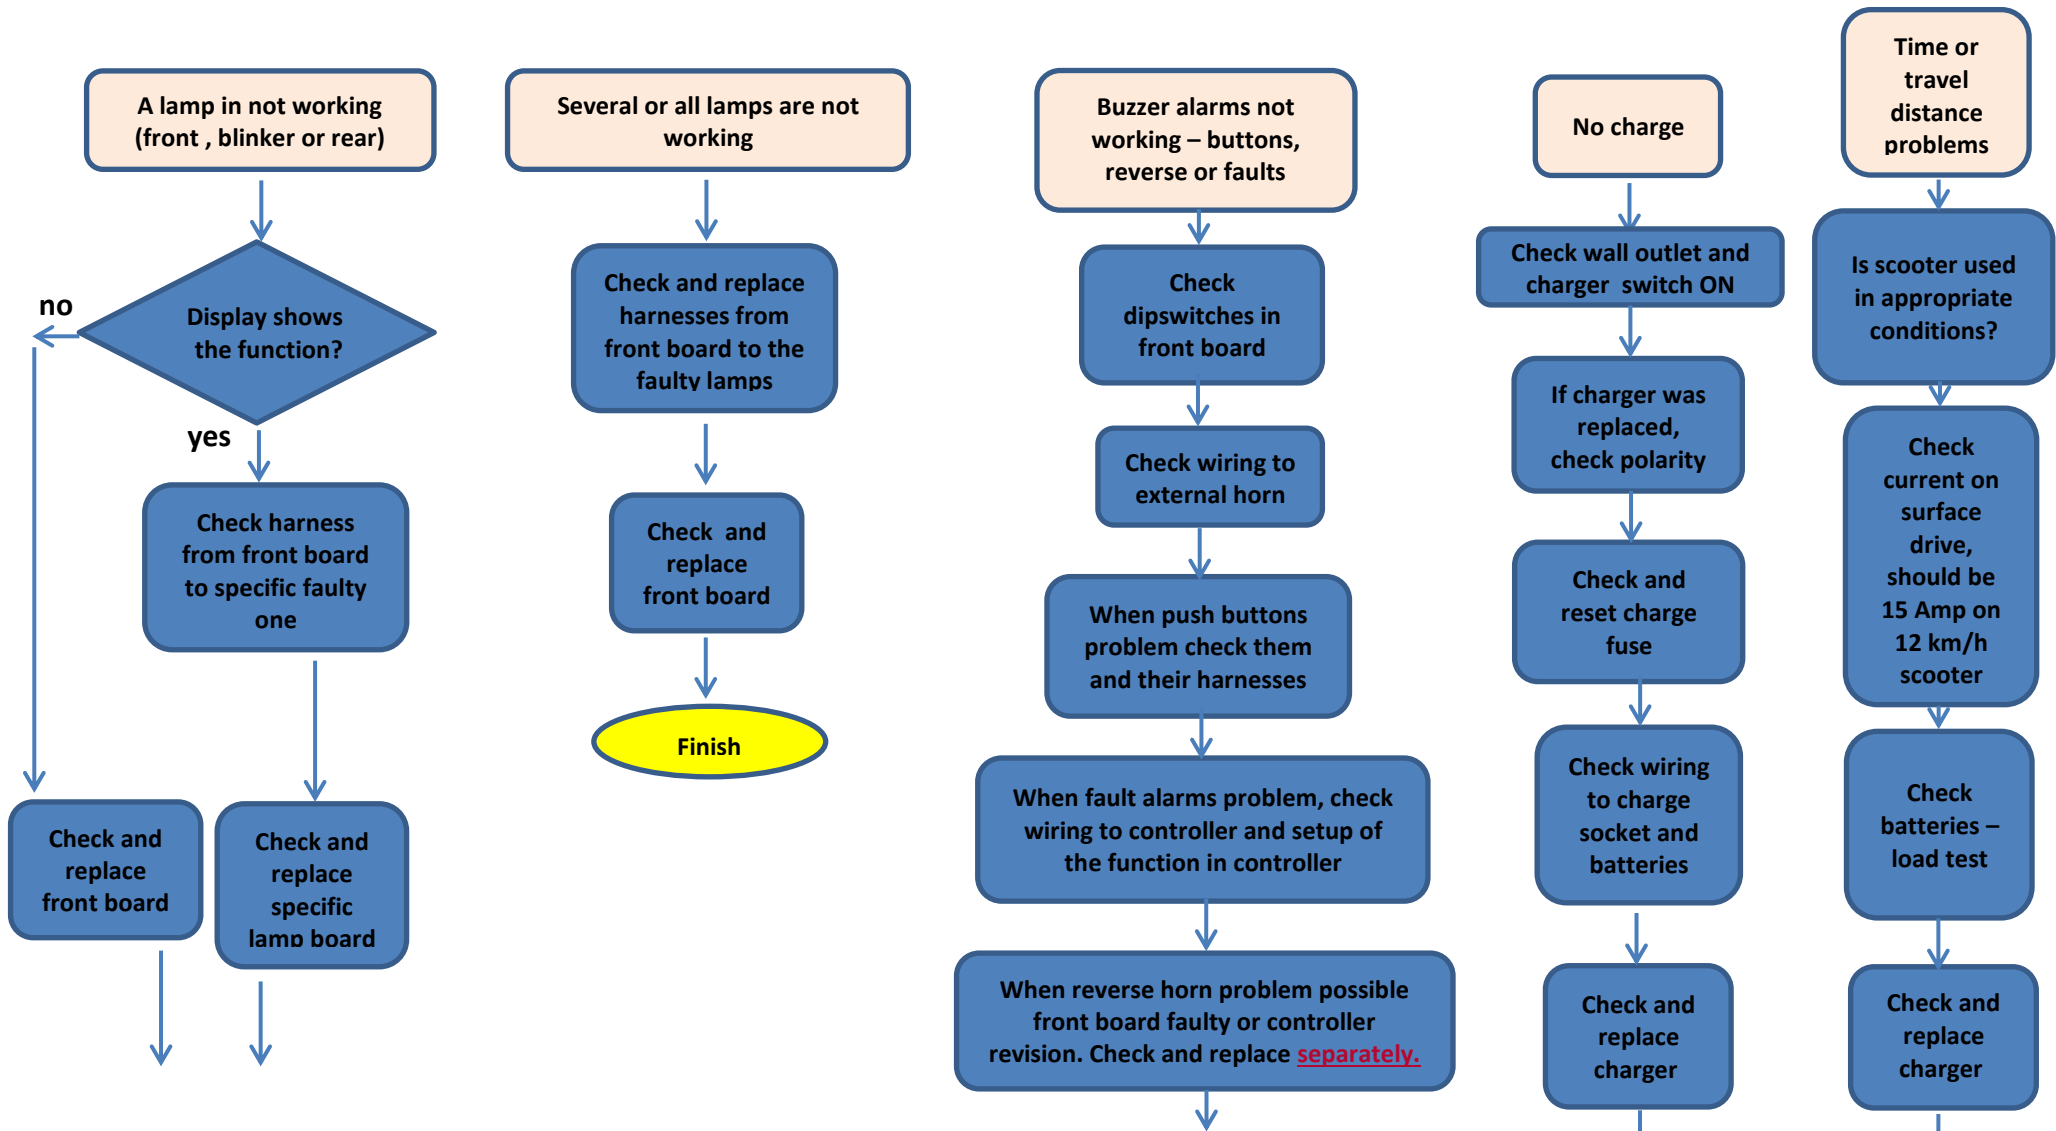 A lamp in not working
(front , blinker or rear)
no
Display shows
the function?
yes
Check harness
from front board
to specific faulty
one
Check and
replace
front board
Check and
replace
specific
lamp board
Several or all lamps are not
working
Check and replace
harnesses from
front board to the
faulty lamps
Check and
replace
front board
Finish
Buzzer alarms not
working – buttons,
reverse or faults
Check
dipswitches in
front board
Check wiring to
external horn
When push buttons
problem check them
and their harnesses
When fault alarms problem, check
wiring to controller and setup of
the function in controller
When reverse horn problem possible
front board faulty or controller
revision. Check and replace separately.
No charge
Check wall outlet and
charger switch ON
If charger was
replaced,
check polarity
Check and
reset charge
fuse
Check wiring
to charge
socket and
batteries
Check and
replace
charger
Time or
travel
distance
problems
Is scooter used
in appropriate
conditions?
Check
current on
surface
drive,
should be
15 Amp on
12 km/h
scooter
Check
batteries –
load test
Check and
replace
charger